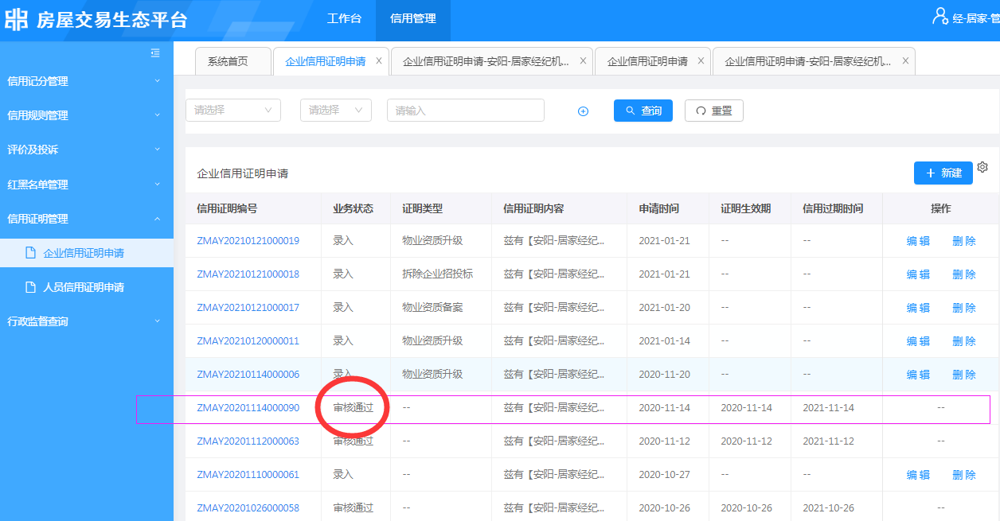 房屋交易生态平台 工作台 信用管理 经-居家-管
系统首页 企业信用证明申请 X 企业信用证明申请-安阳-居家经纪机... X 企业信用证明申请 X 企业信用证明申请-安阳-居家经纪机... X
信用记分管理
信用规则管理
评价及投诉
红黑名单管理
信用证明管理
企业信用证明申请
人员信用证明申请
行政监督查询
请选择 请选择 请输入 查询 重置
企业信用证明申请 新建
信用证明编号 业务状态 证明类型 信用证明内容 申请时间 证明生效期 信用过期时间 操作
ZMAY20210121000019 录入 物业资质升级 兹有【安阳-居家经纪... 2021-01-21 -- -- 编 辑 删 除
ZMAY20210121000018 录入 拆除企业招投标 兹有【安阳-居家经纪... 2021-01-21 -- -- 编 辑 删 除
ZMAY20210121000017 录入 物业资质备案 兹有【安阳-居家经纪... 2021-01-20 -- -- 编 辑 删 除
ZMAY20210120000011 录入 物业资质升级 兹有【安阳-居家经纪... 2021-01-14 -- -- 编 辑 删 除
ZMAY20210114000006 录入 物业资质升级 兹有【安阳-居家经纪... 2020-11-20 -- -- 编 辑 删 除
ZMAY20201114000090 审核通过 -- 兹有【安阳-居家经纪... 2020-11-14 2020-11-14 2021-11-14 --
ZMAY20201112000063 审核通过 -- 兹有【安阳-居家经纪... 2020-11-12 2020-11-12 2021-11-12 --
ZMAY20201110000061 录入 -- 兹有【安阳-居家经纪... 2020-10-27 -- -- 编 辑 删 除
ZMAY20201026000058 审核通过 -- 兹有【安阳-居家经纪... 2020-10-26 2020-10-26 2021-10-26 --